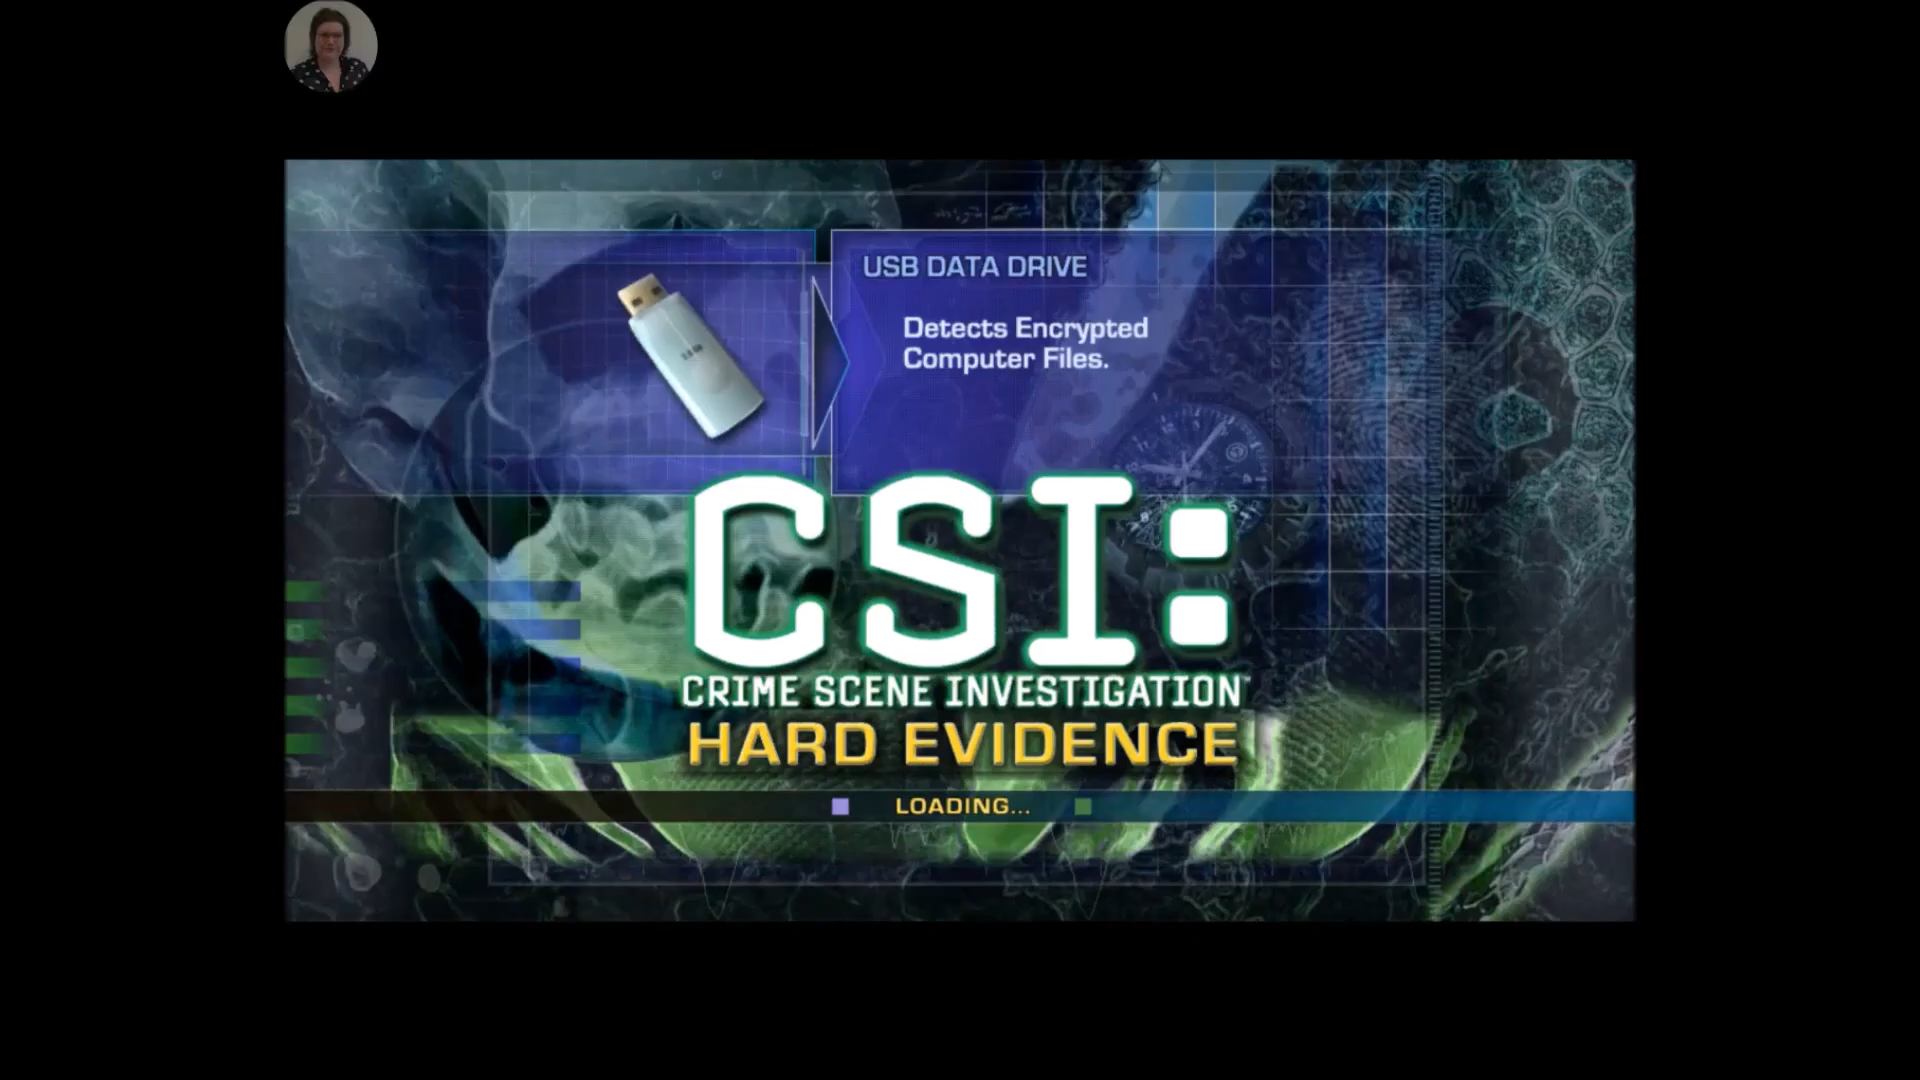 USB DATA DRIVE
Detects Encrypted
Computer Files.
CSI:
CRIME SCENE INVESTIGATION
HARD EVIDENCE
LOADING...